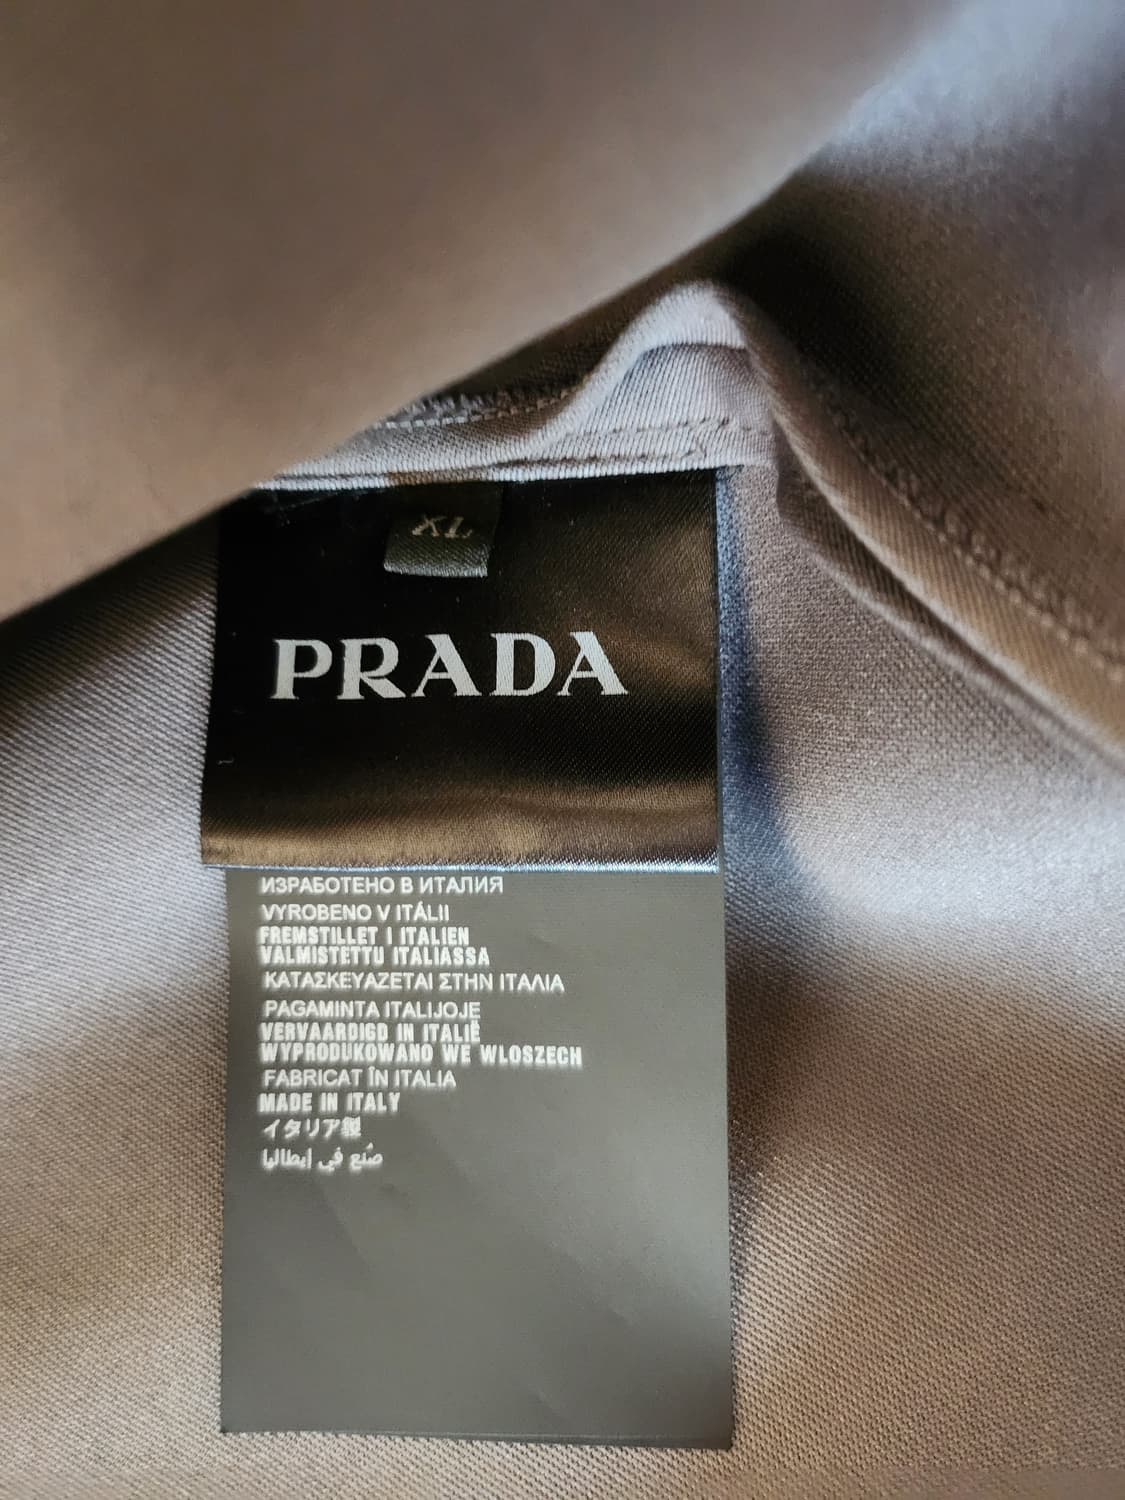 XL
PRADA
ИЗРАБОТЕНО В ИТАЛИЯ
VYROBENO V ITÁLII
FREMSTILLET I ITALIEN
VALMISTETTU ITALIASSA
ΚΑΤΑΣΚΕΥΑΖΕΤΑΙ ΣΤΗΝ ΙΤΑΛΙΑ
PAGAMINTA ITALIJOJE
VERVAARDIGD IN ITALIË
WYPRODUKOWANO WE WLOSZECH
FABRICAT ÎN ITALIA
MADE IN ITALY
イタリア製
صُنع في إيطاليا